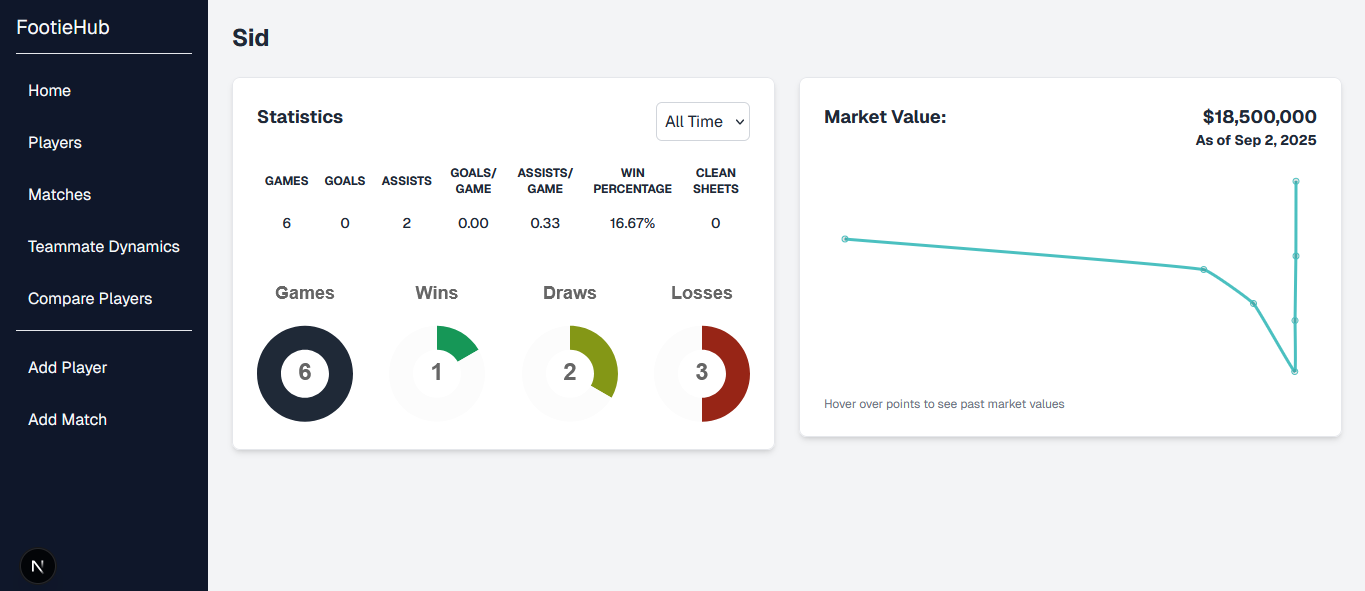 FootieHub
Home
Players
Matches
Teammate Dynamics
Compare Players
Add Player
Add Match
N
Sid
Statistics
All Time
GAMES GOALS ASSISTS GOALS/ GAME ASSISTS/ GAME WIN PERCENTAGE CLEAN SHEETS
6 0 2 0.00 0.33 16.67% 0
Games Wins Draws Losses
6 1 2 3
Market Value: $18,500,000
As of Sep 2, 2025
Hover over points to see past market values